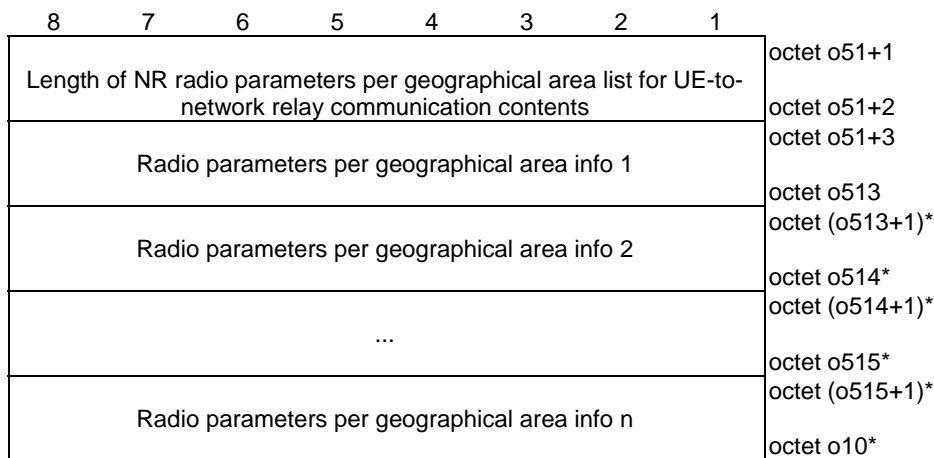 8 7 6 5 4 3 2 1
Length of NR radio parameters per geographical area list for UE-to-
network relay communication contents
octet o51+1
octet o51+2
Radio parameters per geographical area info 1
octet o51+3
octet o513
Radio parameters per geographical area info 2
octet (o513+1)*
octet o514*
...
octet (o514+1)*
octet o515*
Radio parameters per geographical area info n
octet (o515+1)*
octet o10*